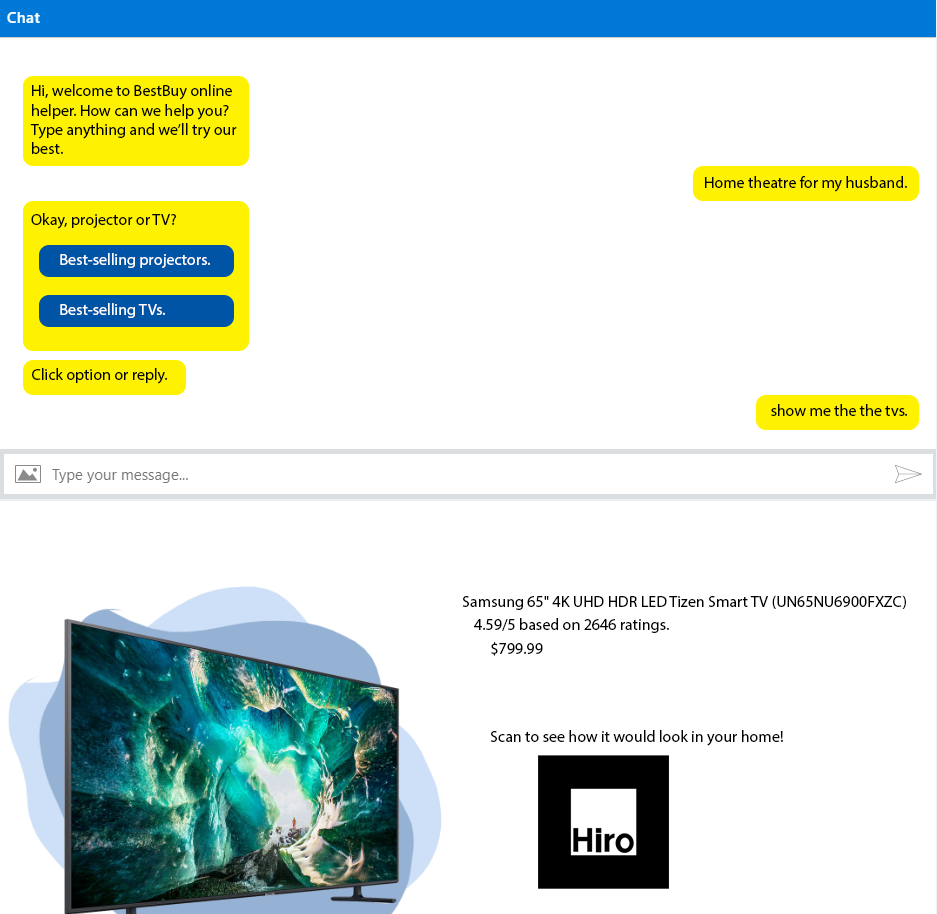 Chat
Hi, welcome to BestBuy online
helper. How can we help you?
Type anything and we'll try our
best.
Home theatre for my husband.
Okay, projector or TV?
Best-selling projectors.
Best-selling TVs.
Click option or reply.
show me the the tvs.
Type your message...
Samsung 65" 4K UHD HDR LED Tizen Smart TV (UN65NU6900FXZC)
4.59/5 based on 2646 ratings.
$799.99
Scan to see how it would look in your home!
Hiro